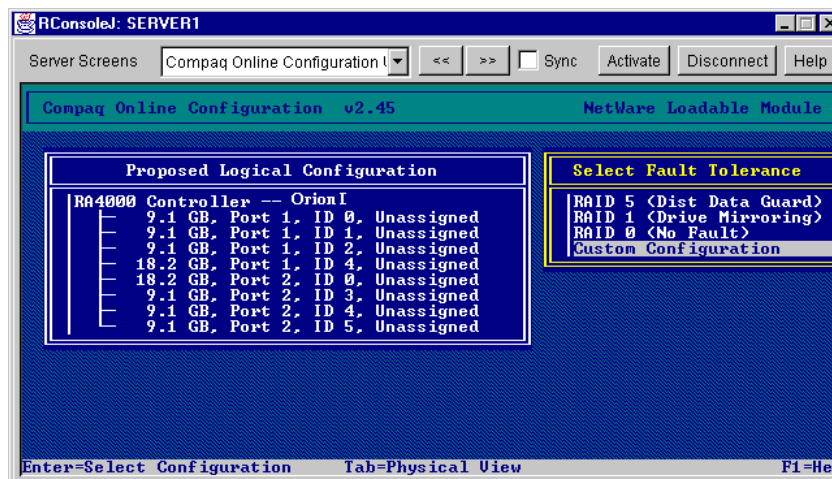 RConsoleJ: SERVER1
Server Screens Compaq Online Configuration << >> Sync Activate Disconnect Help
Compaq Online Configuration v2.45 NetWare Loadable Module
Proposed Logical Configuration
RA4000 Controller -- Orion I
9.1 GB, Port 1, ID 0, Unassigned
9.1 GB, Port 1, ID 1, Unassigned
9.1 GB, Port 1, ID 2, Unassigned
18.2 GB, Port 1, ID 4, Unassigned
18.2 GB, Port 2, ID 0, Unassigned
9.1 GB, Port 2, ID 3, Unassigned
9.1 GB, Port 2, ID 4, Unassigned
9.1 GB, Port 2, ID 5, Unassigned
Select Fault Tolerance
RAID 5 (Dist Data Guard)
RAID 1 (Drive Mirroring)
RAID 0 (No Fault)
Custom Configuration
Enter=Select Configuration Tab=Physical View F1=He